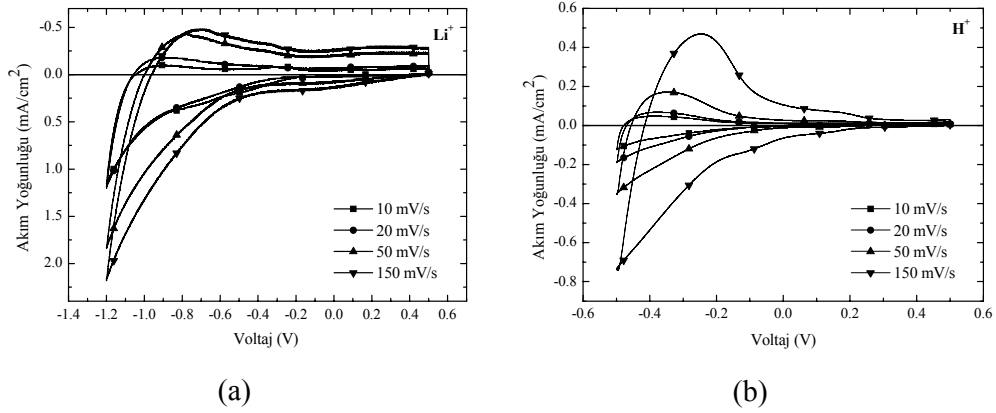 -0.5
0.0
0.5
1.0
1.5
2.0
-1.4 -1.2 -1.0 -0.8 -0.6 -0.4 -0.2 0.0 0.2 0.4 0.6
Akım Yoğunluğu (mA/cm²)
Voltaj (V)
Li⁺
10 mV/s
20 mV/s
50 mV/s
150 mV/s
(a)
0.6
0.4
0.2
0.0
-0.2
-0.4
-0.6
-0.8
-0.6 -0.4 -0.2 0.0 0.2 0.4 0.6
Akım Yoğunluğu (mA/cm²)
Voltaj (V)
H⁺
10 mV/s
20 mV/s
50 mV/s
150 mV/s
(b)